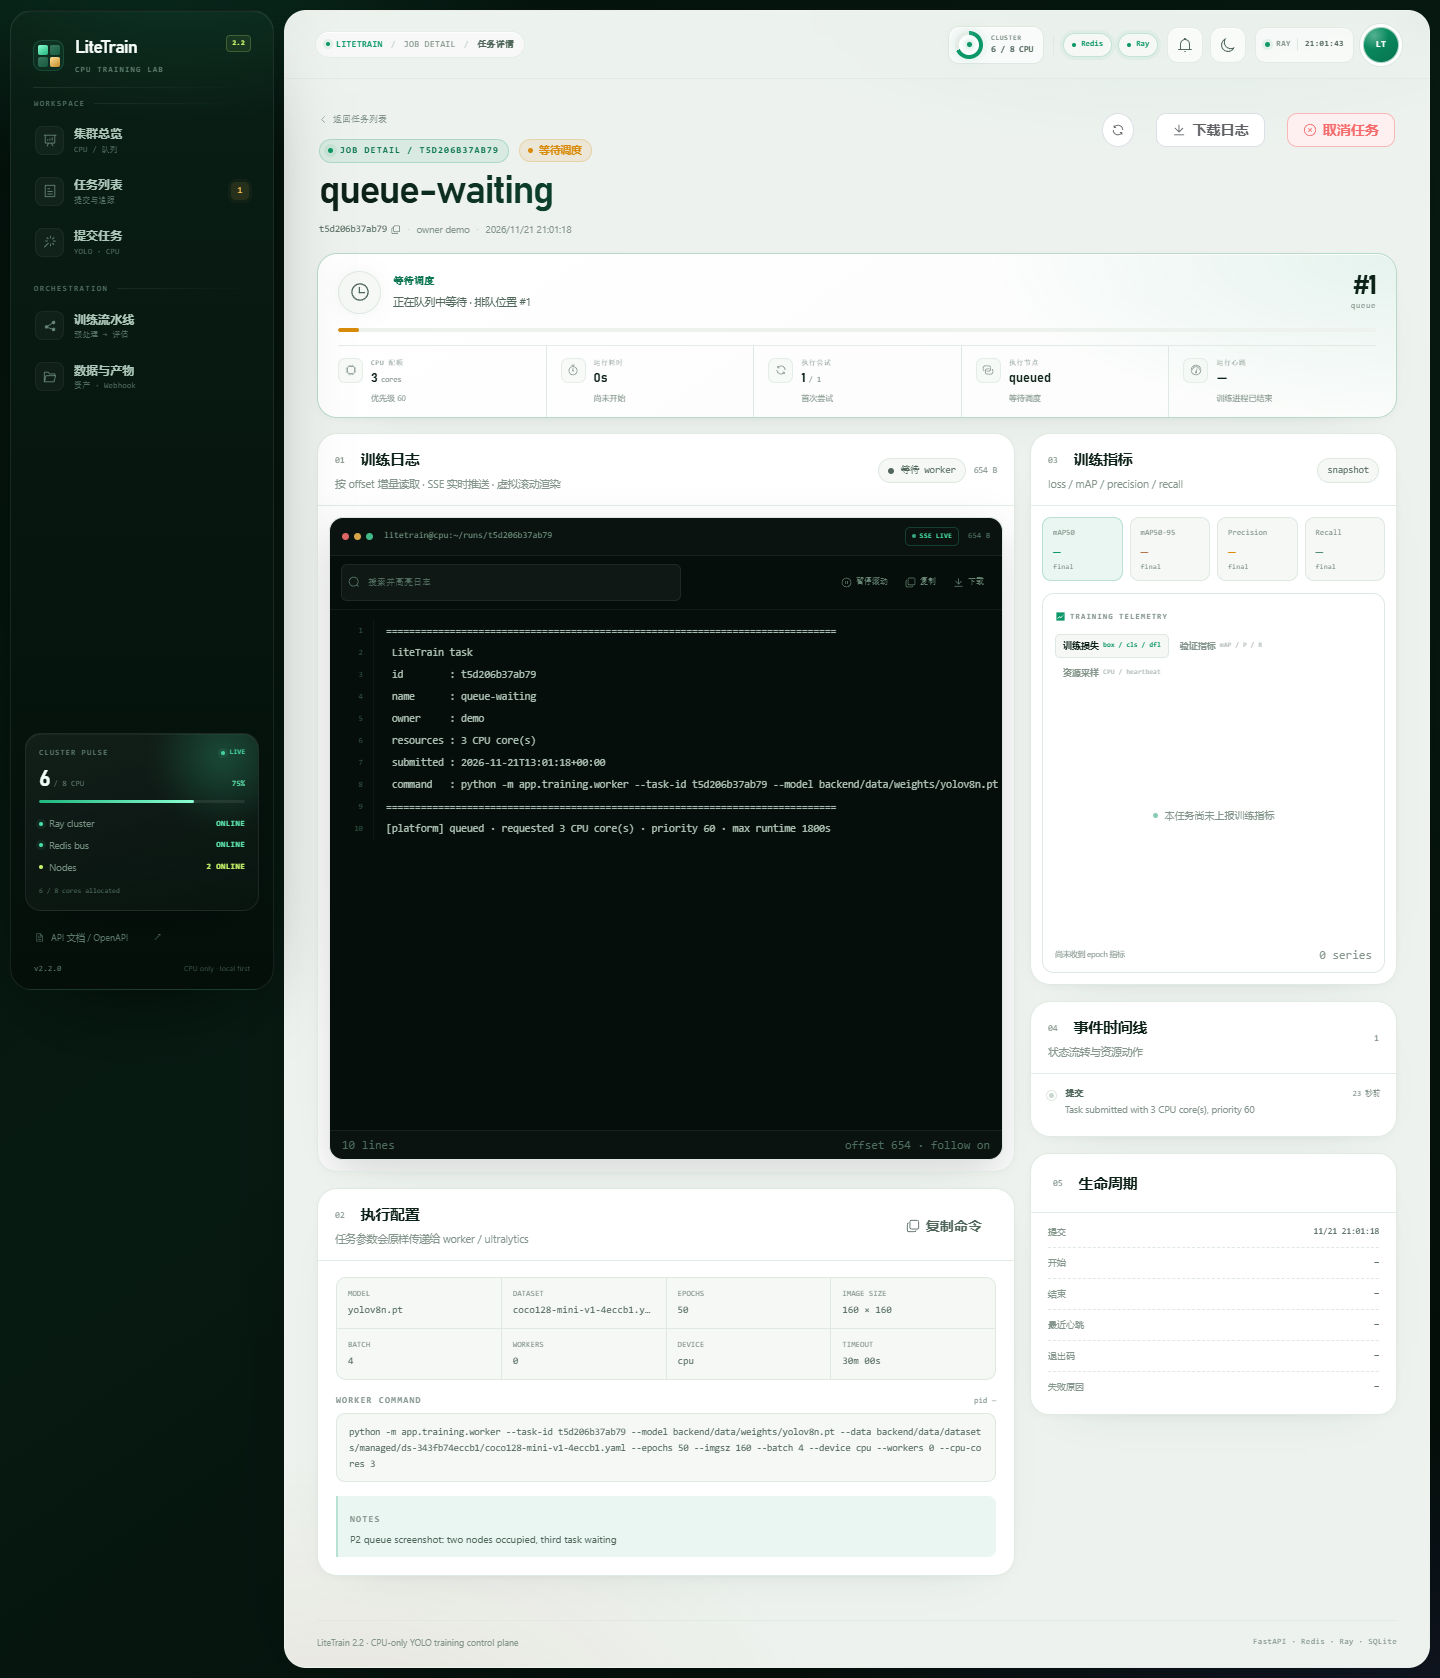 LiteTrain
2.2
CPU TRAINING LAB
WORKSPACE
集群总览
CPU / 队列
任务列表
提交与追踪
1
提交任务
YOLO · CPU
ORCHESTRATION
训练流水线
预处理 → 评估
数据与产物
资产 · Webhook
CLUSTER PULSE
LIVE
6 / 8 CPU
75%
Ray cluster
ONLINE
Redis bus
ONLINE
Nodes
2 ONLINE
6 / 8 cores allocated
API 文档 / OpenAPI
v2.2.0
CPU only · local first
LITETRAIN / JOB DETAIL / 任务详情
CLUSTER
6 / 8 CPU
Redis
Ray
RAY
21:01:43
LT
返回任务列表
下载日志
取消任务
JOB DETAIL / T5D206B37AB79
等待调度
queue-waiting
t5d206b37ab79 · owner demo · 2026/11/21 21:01:18
等待调度
正在队列中等待 · 排队位置 #1
#1
queue
CPU 配额
3 cores
优先级 60
运行耗时
0s
尚未开始
执行尝试
1 / 1
首次尝试
执行节点
queued
等待调度
运行心跳
—
训练进程已结束
01 训练日志
按 offset 增量读取 · SSE 实时推送 · 虚拟滚动渲染
等待 worker
654 B
litetrain@cpu:~/runs/t5d206b37ab79
SSE LIVE
654 B
搜索并高亮日志
暂停滚动
复制
下载
1 ==============================================================================
2 LiteTrain task
3 id : t5d206b37ab79
4 name : queue-waiting
5 owner : demo
6 resources : 3 CPU core(s)
7 submitted : 2026-11-21T13:01:18+00:00
8 command : python -m app.training.worker --task-id t5d206b37ab79 --model backend/data/weights/yolov8n.pt
9 ==============================================================================
10 [platform] queued · requested 3 CPU core(s) · priority 60 · max runtime 1800s
10 lines
offset 654 · follow on
02 执行配置
任务参数会原样传递给 worker / ultralytics
复制命令
MODEL
yolov8n.pt
DATASET
coco128-mini-v1-4eccb1.y…
EPOCHS
50
IMAGE SIZE
160 × 160
BATCH
4
WORKERS
0
DEVICE
cpu
TIMEOUT
30m 00s
WORKER COMMAND
pid —
python -m app.training.worker --task-id t5d206b37ab79 --model backend/data/weights/yolov8n.pt --data backend/data/dataset
s/managed/ds-343fb74eccb1/coco128-mini-v1-4eccb1.yaml --epochs 50 --imgsz 160 --batch 4 --device cpu --workers 0 --cpu-co
res 3
NOTES
P2 queue screenshot: two nodes occupied, third task waiting
03 训练指标
loss / mAP / precision / recall
snapshot
mAP50
—
final
mAP50-95
—
final
Precision
—
final
Recall
—
final
TRAINING TELEMETRY
训练损失 box / cls / dfl
验证指标 mAP / P / R
资源采样 CPU / heartbeat
本任务尚未上报训练指标
尚未收到 epoch 指标
0 series
04 事件时间线
状态流转与资源动作
1
提交
23 秒前
Task submitted with 3 CPU core(s), priority 60
05 生命周期
提交
11/21 21:01:18
开始
—
结束
—
最近心跳
—
退出码
—
失败原因
—
LiteTrain 2.2 · CPU-only YOLO training control plane
FastAPI · Redis · Ray · SQLite